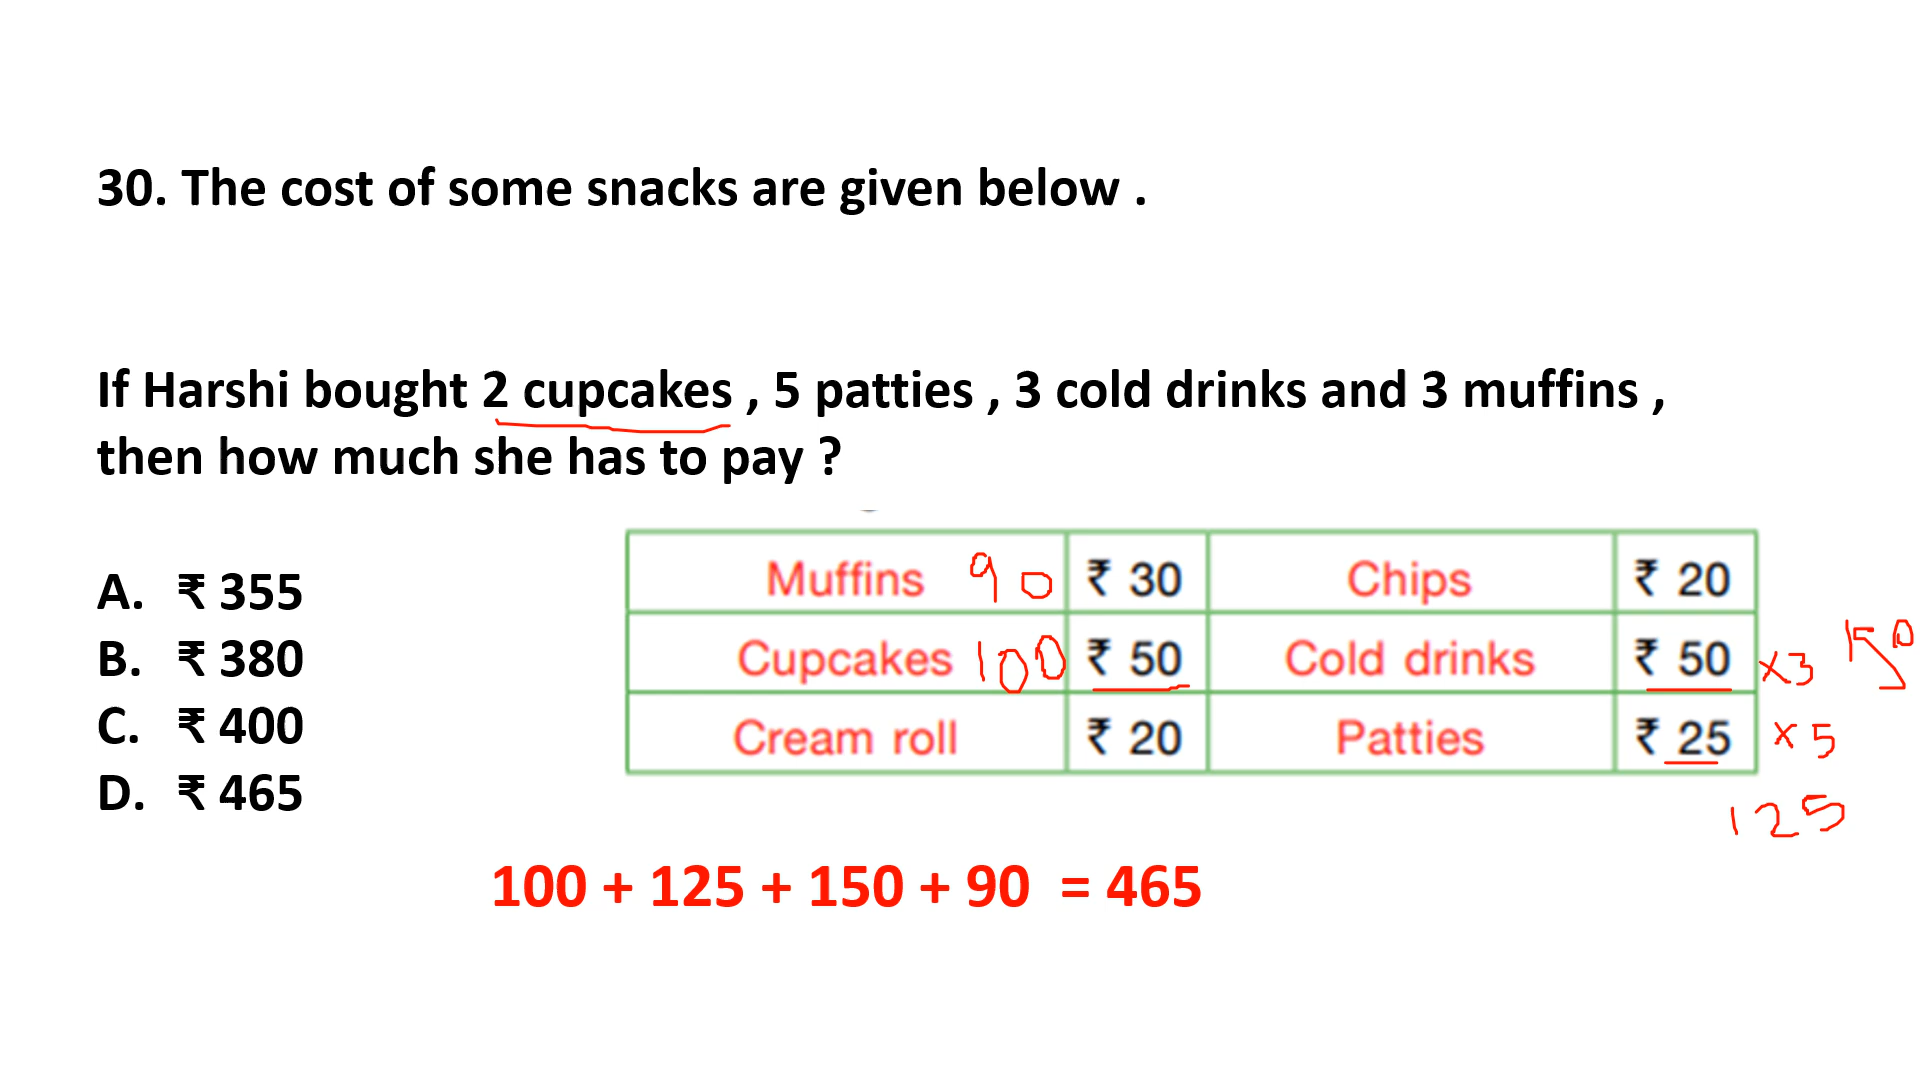 30. The cost of some snacks are given below .
If Harshi bought 2 cupcakes , 5 patties , 3 cold drinks and 3 muffins ,
then how much she has to pay ?
A. ₹ 355
B. ₹ 380
C. ₹ 400
D. ₹ 465
Muffins 90 ₹ 30 Chips ₹ 20
Cupcakes 100 ₹ 50 Cold drinks ₹ 50 x3 150
Cream roll ₹ 20 Patties ₹ 25 x 5
125
100 + 125 + 150 + 90 = 465